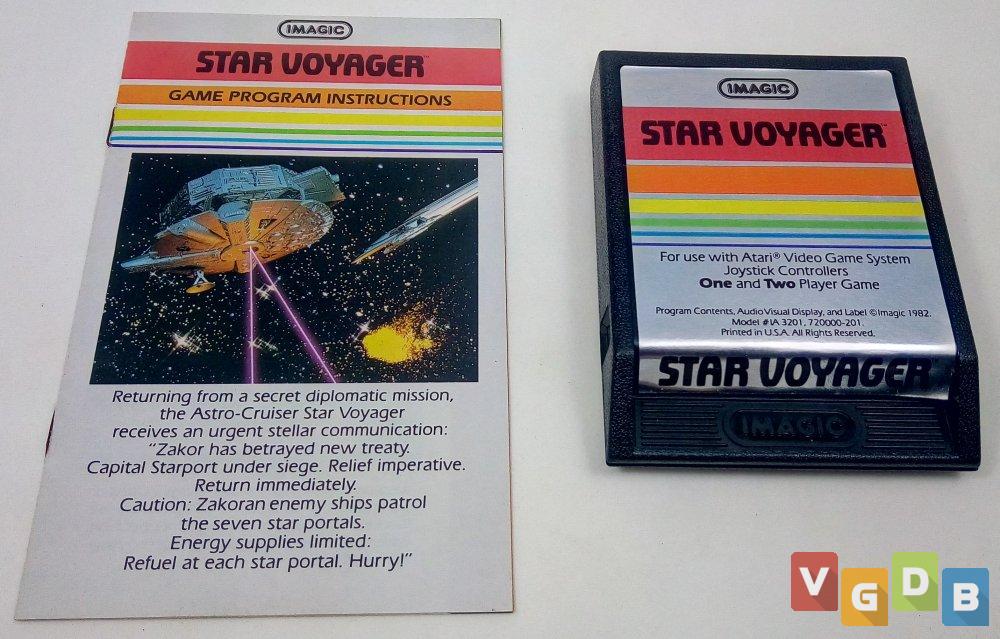 IMAGIC
STAR VOYAGER™
GAME PROGRAM INSTRUCTIONS
Returning from a secret diplomatic mission,
the Astro-Cruiser Star Voyager
receives an urgent stellar communication:
"Zakor has betrayed new treaty.
Capital Starport under siege. Relief imperative.
Return immediately.
Caution: Zakoran enemy ships patrol
the seven star portals.
Energy supplies limited:
Refuel at each star portal. Hurry!"
IMAGIC
STAR VOYAGER™
For use with Atari® Video Game System
Joystick Controllers
One and Two Player Game
Program Contents, Audio Visual Display, and Label © Imagic 1982.
Model #IA 3201, 720000-201.
Printed in U.S.A. All Rights Reserved.
STAR VOYAGER
IMAGIC
VGDB